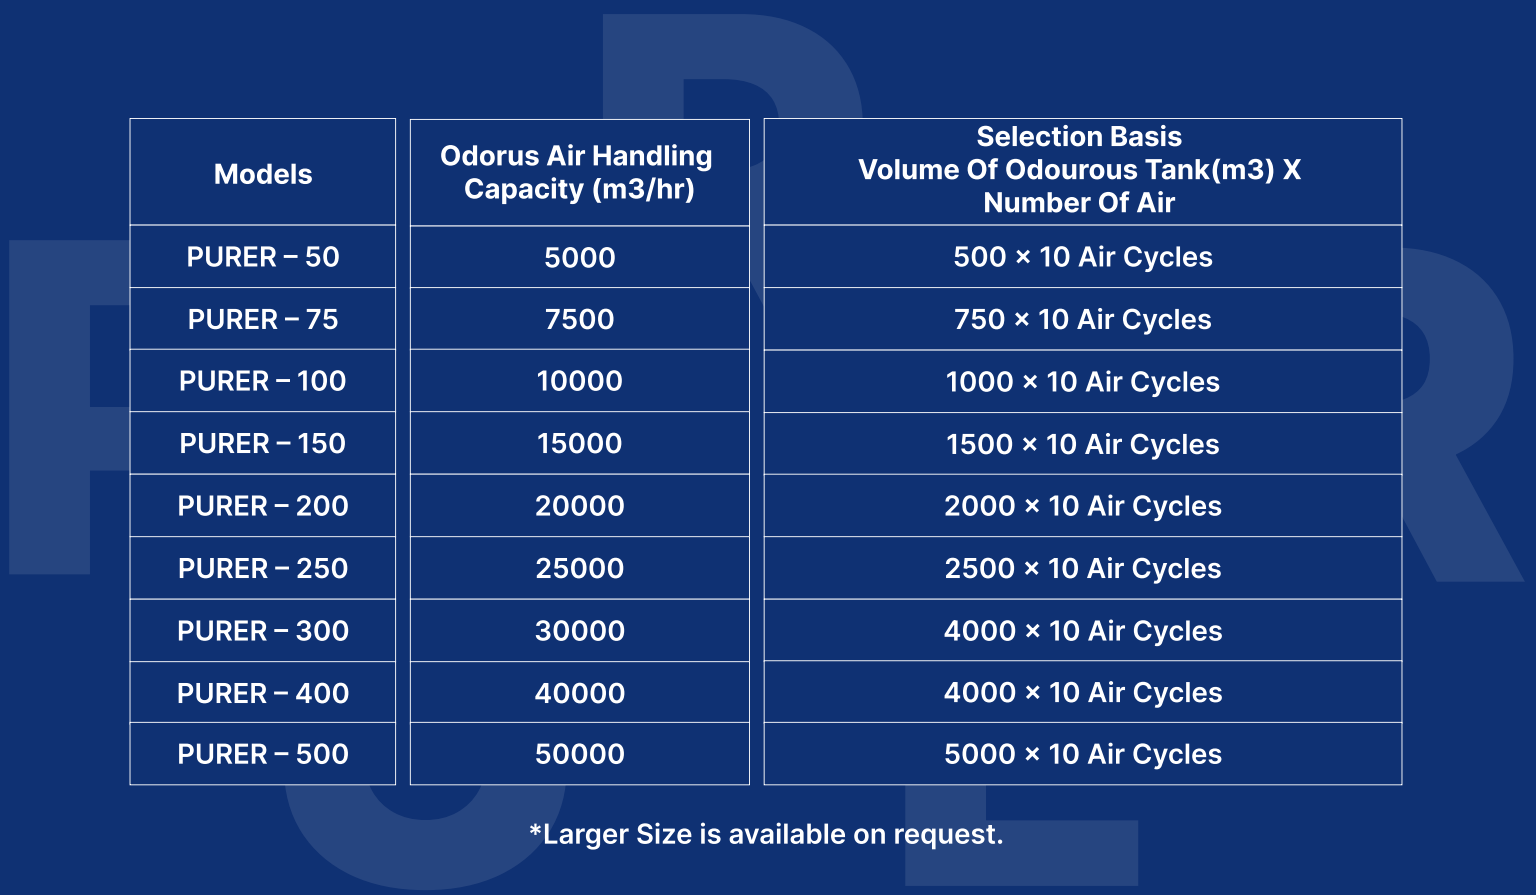 Models
Odorus Air Handling
Capacity (m3/hr)
Selection Basis
Volume Of Odourous Tank(m3) X
Number Of Air
PURER – 50
5000
500 × 10 Air Cycles
PURER – 75
7500
750 × 10 Air Cycles
PURER – 100
10000
1000 × 10 Air Cycles
PURER – 150
15000
1500 × 10 Air Cycles
PURER – 200
20000
2000 × 10 Air Cycles
PURER – 250
25000
2500 × 10 Air Cycles
PURER – 300
30000
4000 × 10 Air Cycles
PURER – 400
40000
4000 × 10 Air Cycles
PURER – 500
50000
5000 × 10 Air Cycles
*Larger Size is available on request.